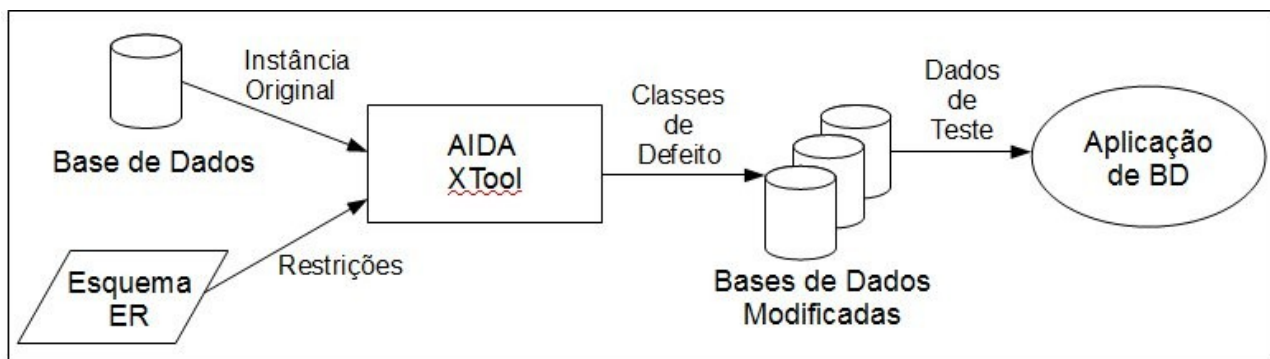 Base de Dados
Instância
Original
Esquema
ER
Restrições
AIDA
XTool
Classes
de
Defeito
Bases de Dados
Modificadas
Dados
de
Teste
Aplicação
de BD